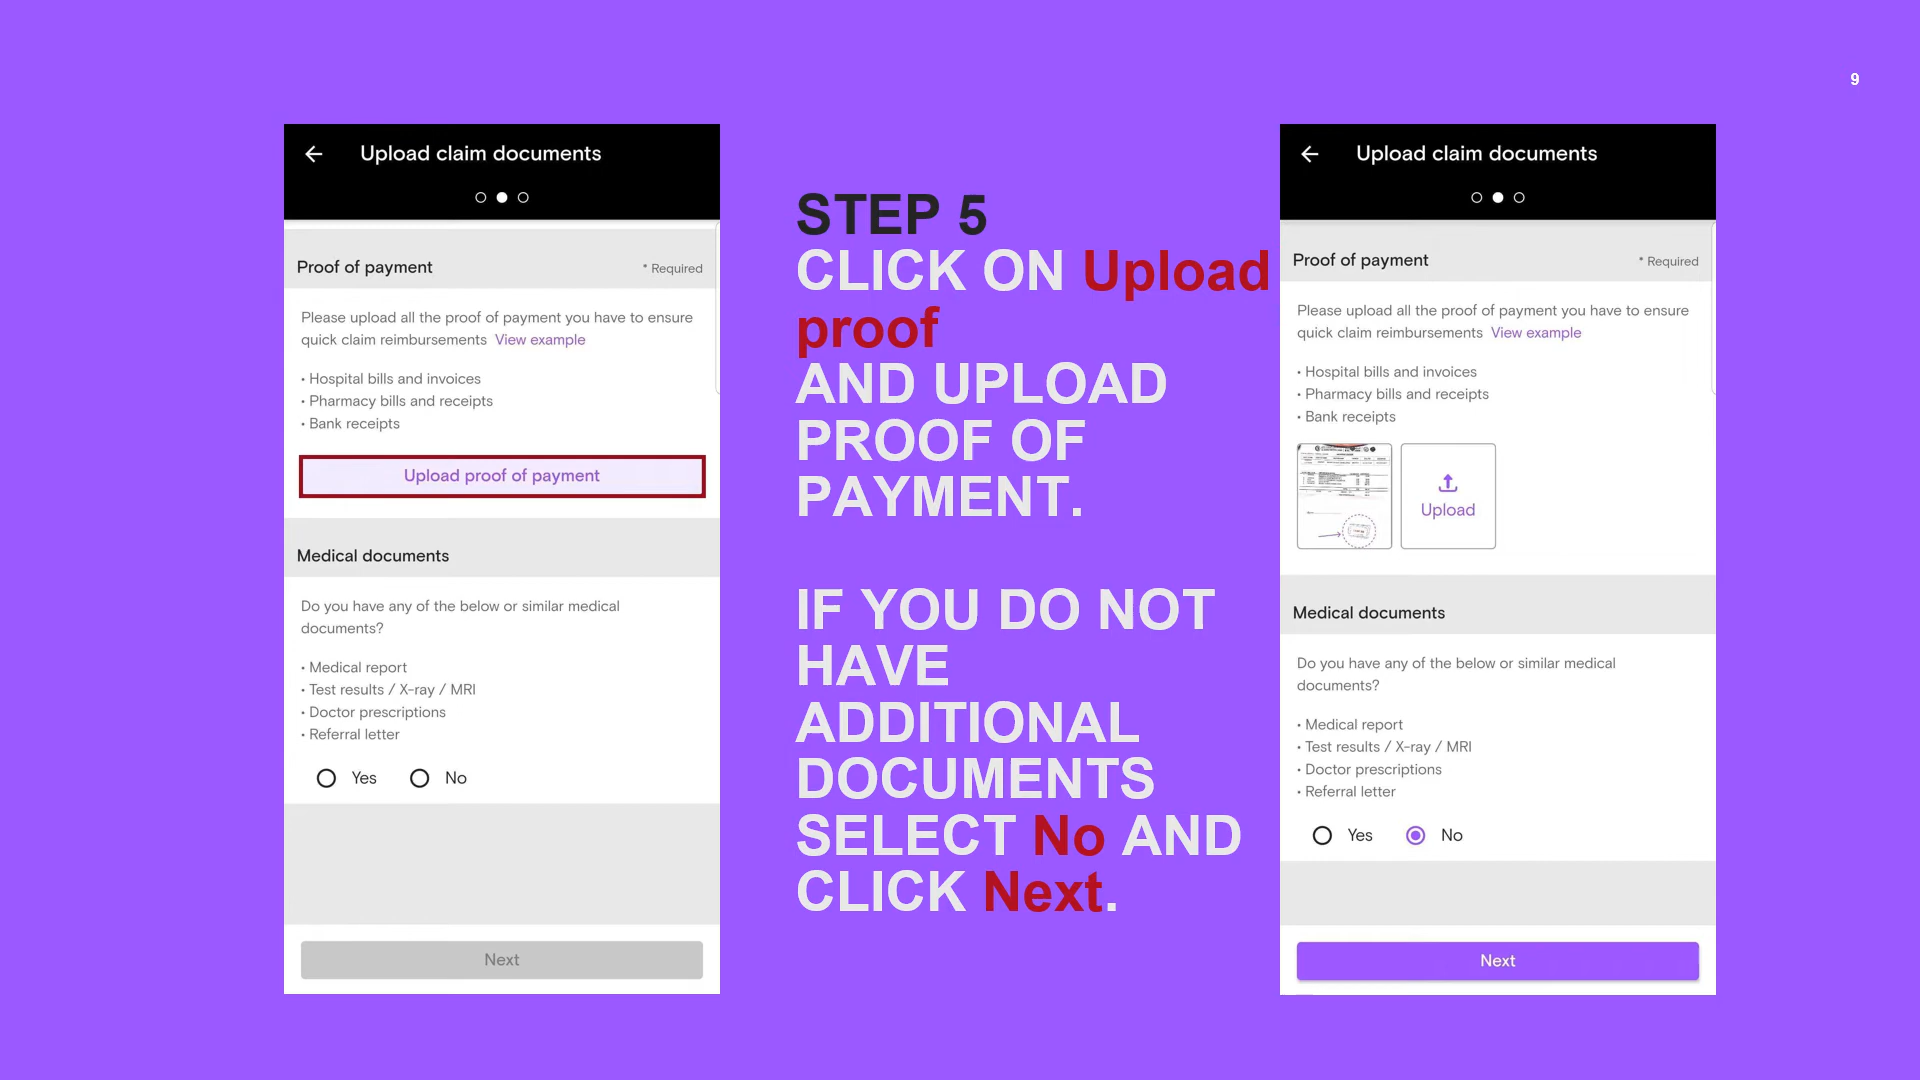 9
Upload claim documents
Proof of payment
* Required
Please upload all the proof of payment you have to ensure
quick claim reimbursements View example
• Hospital bills and invoices
• Pharmacy bills and receipts
• Bank receipts
Upload proof of payment
Medical documents
Do you have any of the below or similar medical
documents?
• Medical report
• Test results / X-ray / MRI
• Doctor prescriptions
• Referral letter
Yes
No
Next
STEP 5
CLICK ON Upload
proof
AND UPLOAD
PROOF OF
PAYMENT.
IF YOU DO NOT
HAVE
ADDITIONAL
DOCUMENTS
SELECT No AND
CLICK Next.
Upload claim documents
Proof of payment
* Required
Please upload all the proof of payment you have to ensure
quick claim reimbursements View example
• Hospital bills and invoices
• Pharmacy bills and receipts
• Bank receipts
Upload
Medical documents
Do you have any of the below or similar medical
documents?
• Medical report
• Test results / X-ray / MRI
• Doctor prescriptions
• Referral letter
Yes
No
Next